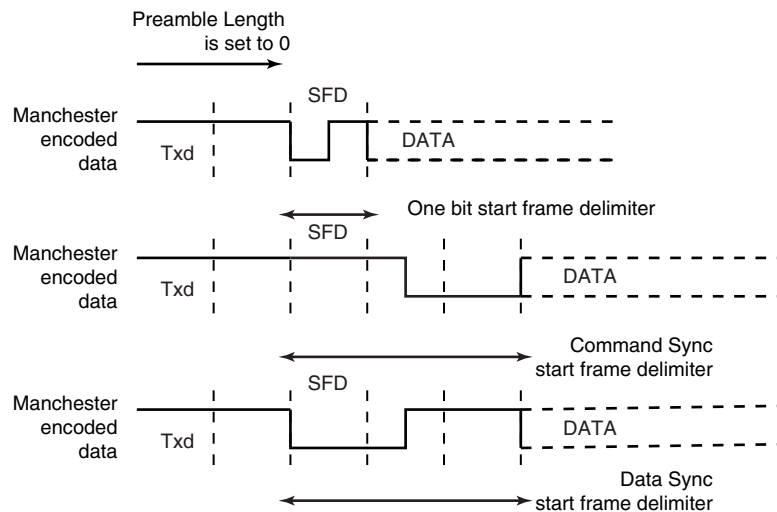 Preamble Length
is set to 0
SFD
Manchester
encoded
data
Txd
DATA
One bit start frame delimiter
SFD
Manchester
encoded
data
Txd
DATA
Command Sync
start frame delimiter
SFD
Manchester
encoded
data
Txd
DATA
Data Sync
start frame delimiter